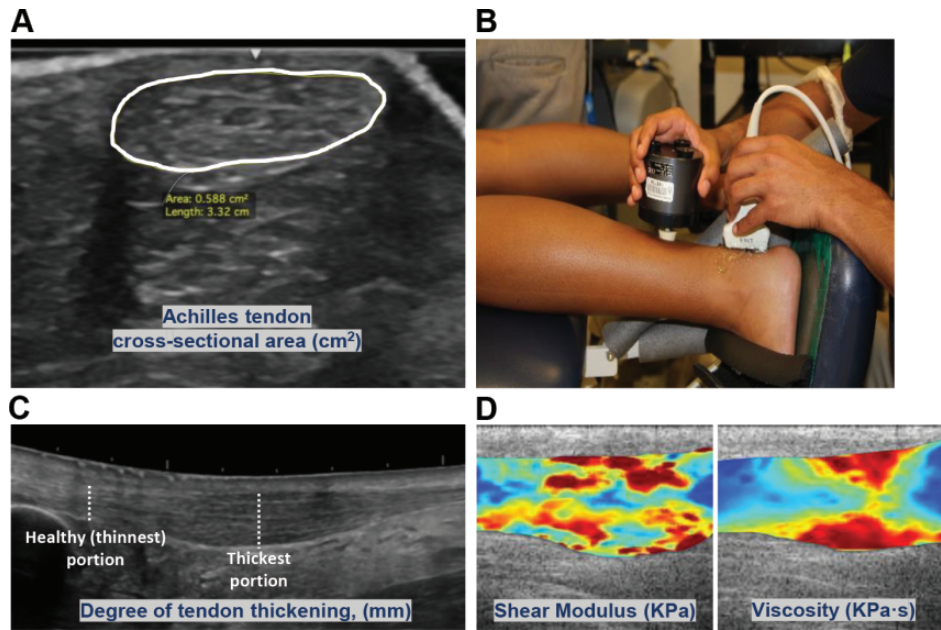 A
Area: 0.588 cm²
Length: 3.32 cm
Achilles tendon
cross-sectional area (cm²)
B
C
Healthy (thinnest)
portion
Thickest
portion
Degree of tendon thickening, (mm)
D
Shear Modulus (KPa)
Viscosity (KPa·s)